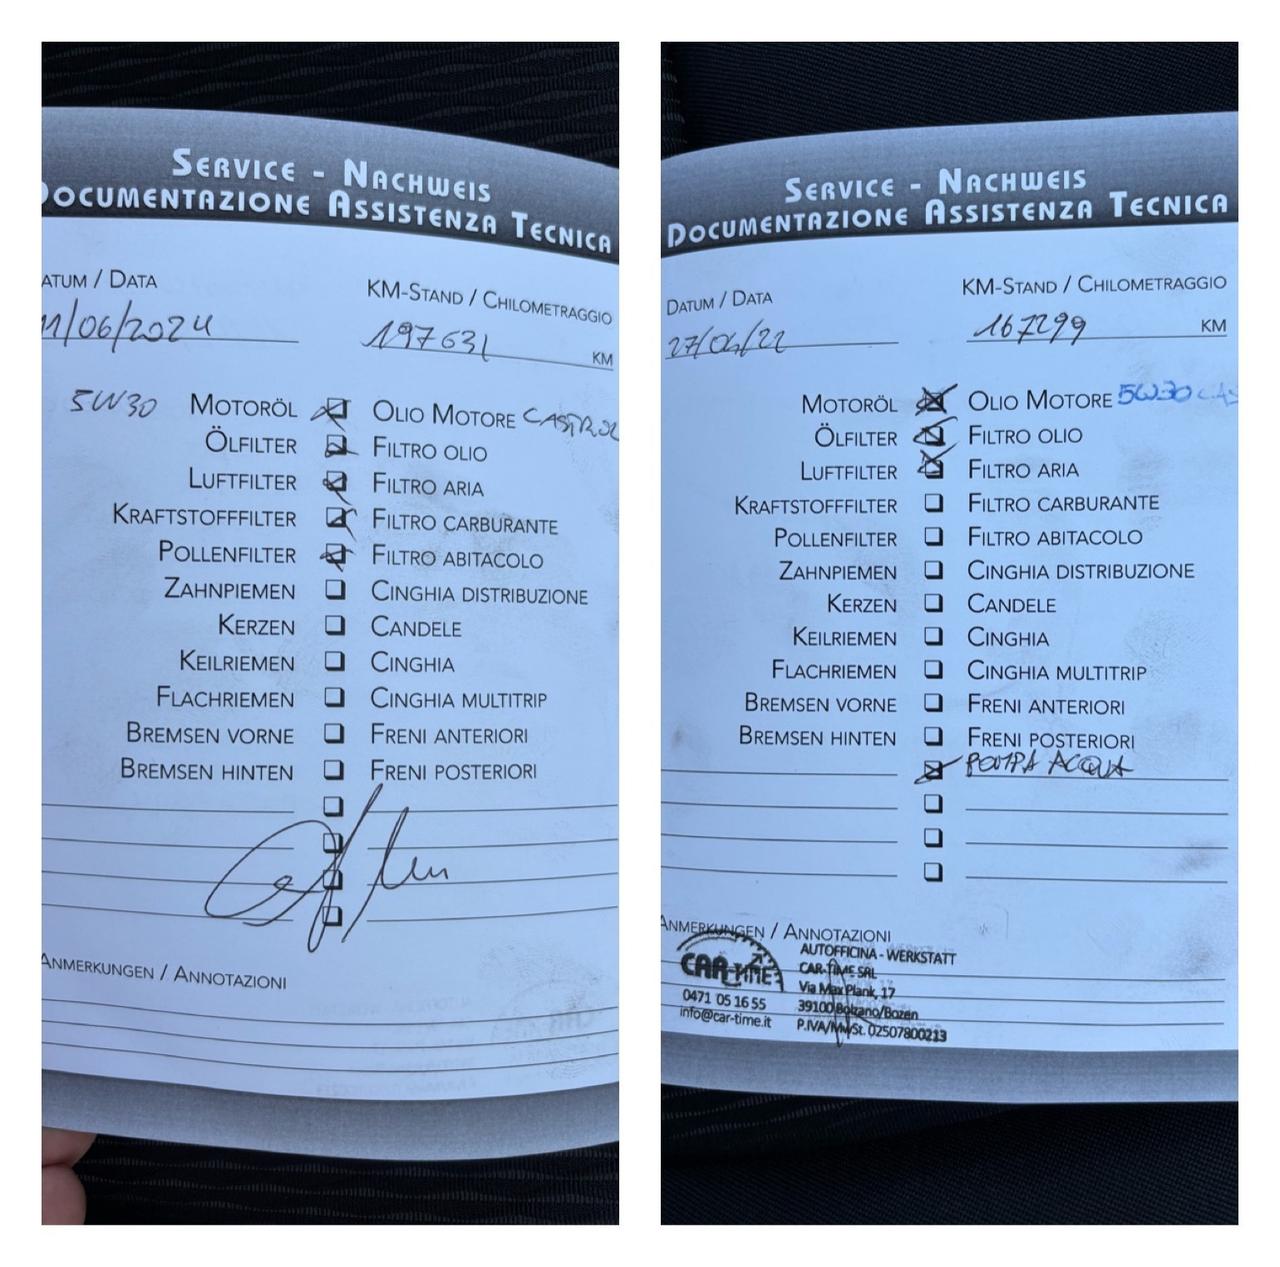 SERVICE - NACHWEIS
DOCUMENTAZIONE ASSISTENZA TECNICA
ATUM / DATA
KM-STAND / CHILOMETRAGGIO
11/06/2024
197631 KM
5W30 MOTORÖL OLIO MOTORE CASTROL
ÖLFILTER FILTRO OLIO
LUFTFILTER FILTRO ARIA
KRAFTSTOFFFILTER FILTRO CARBURANTE
POLLENFILTER FILTRO ABITACOLO
ZAHNPIEMEN CINGHIA DISTRIBUZIONE
KERZEN CANDELE
KEILRIEMEN CINGHIA
FLACHRIEMEN CINGHIA MULTITRIP
BREMSEN VORNE FRENI ANTERIORI
BREMSEN HINTEN FRENI POSTERIORI
ANMERKUNGEN / ANNOTAZIONI
SERVICE - NACHWEIS
DOCUMENTAZIONE ASSISTENZA TECNICA
DATUM / DATA
KM-STAND / CHILOMETRAGGIO
27/04/22
167299 KM
MOTORÖL OLIO MOTORE 5W30 CAS
ÖLFILTER FILTRO OLIO
LUFTFILTER FILTRO ARIA
KRAFTSTOFFFILTER FILTRO CARBURANTE
POLLENFILTER FILTRO ABITACOLO
ZAHNPIEMEN CINGHIA DISTRIBUZIONE
KERZEN CANDELE
KEILRIEMEN CINGHIA
FLACHRIEMEN CINGHIA MULTITRIP
BREMSEN VORNE FRENI ANTERIORI
BREMSEN HINTEN FRENI POSTERIORI
POMPA ACQUA
ANMERKUNGEN / ANNOTAZIONI
CAR-TIME
0471 05 16 55
info@car-time.it
AUTOFFICINA - WERKSTATT
CAR-TIME SRL
Via Max Plank, 17
39100 Bolzano/Bozen
P.IVA/MwSt. 02507800213